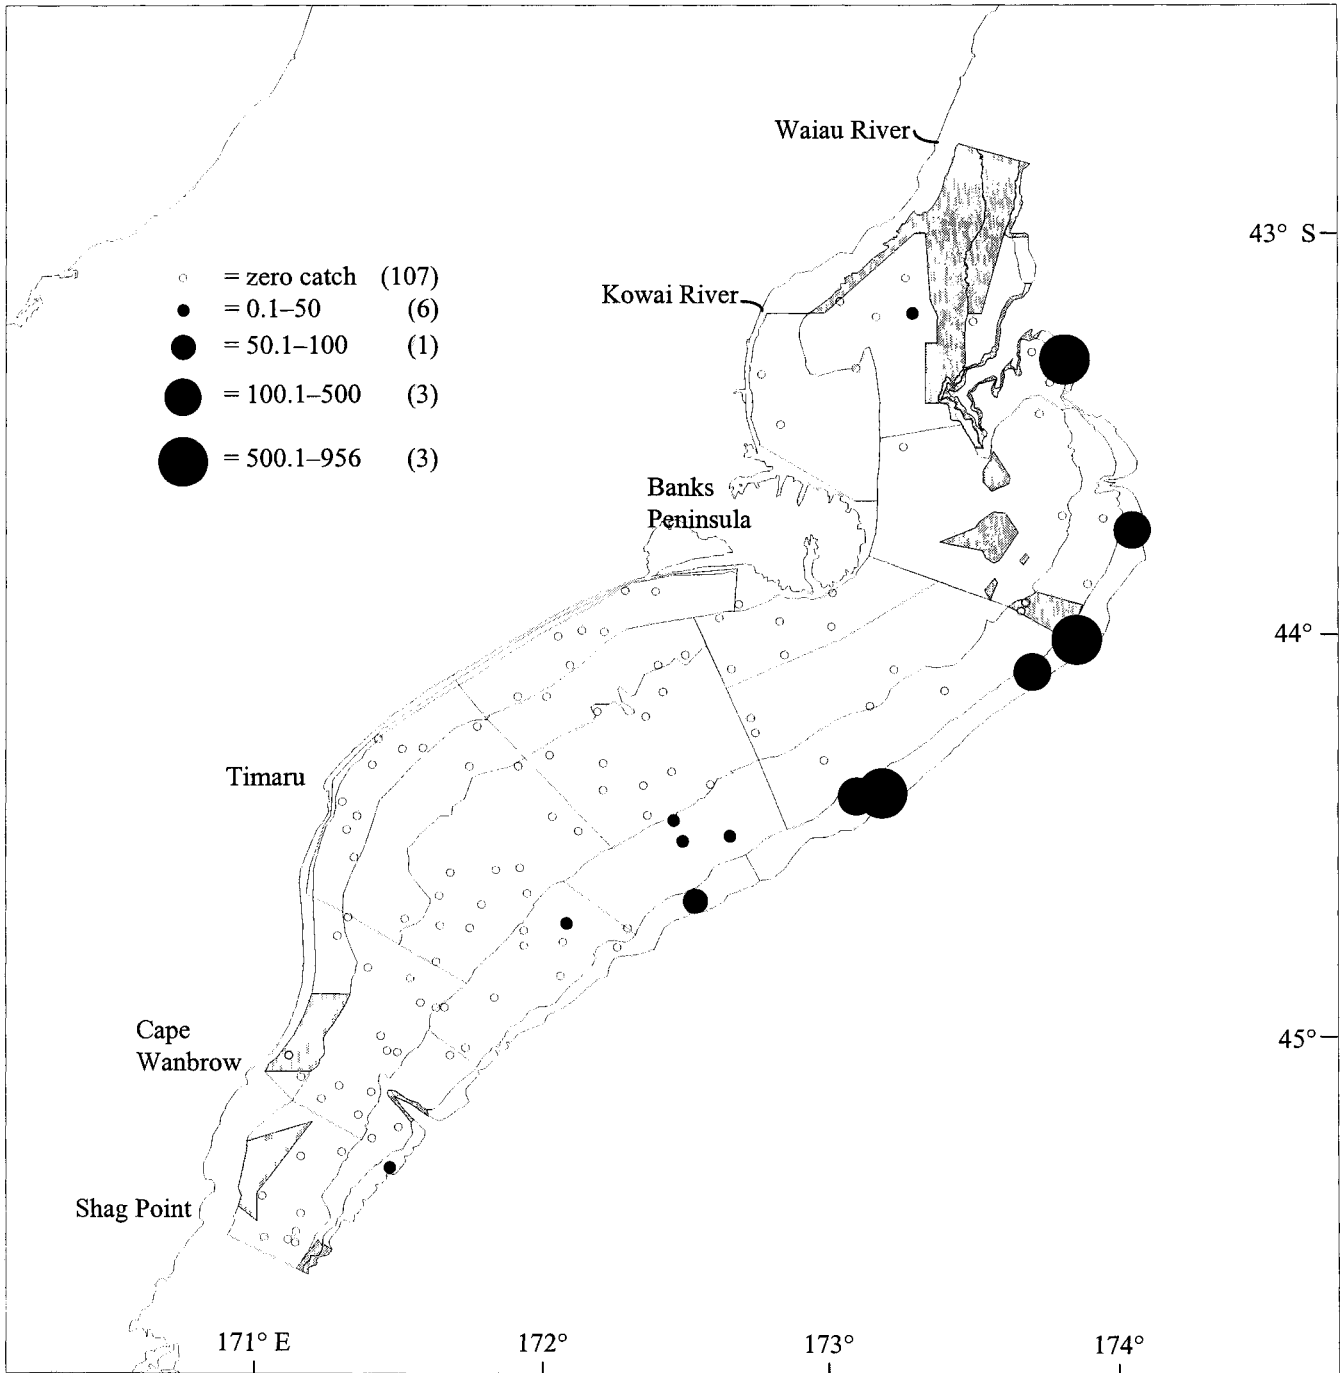 Waiau River
43° S
= zero catch (107)
Kowai River
= 0.1–50 (6)
= 50.1–100 (1)
= 100.1–500 (3)
= 500.1–956 (3)
Banks
Peninsula
44°
Timaru
Cape
Wanbrow
45°
Shag Point
171° E
172°
173°
174°